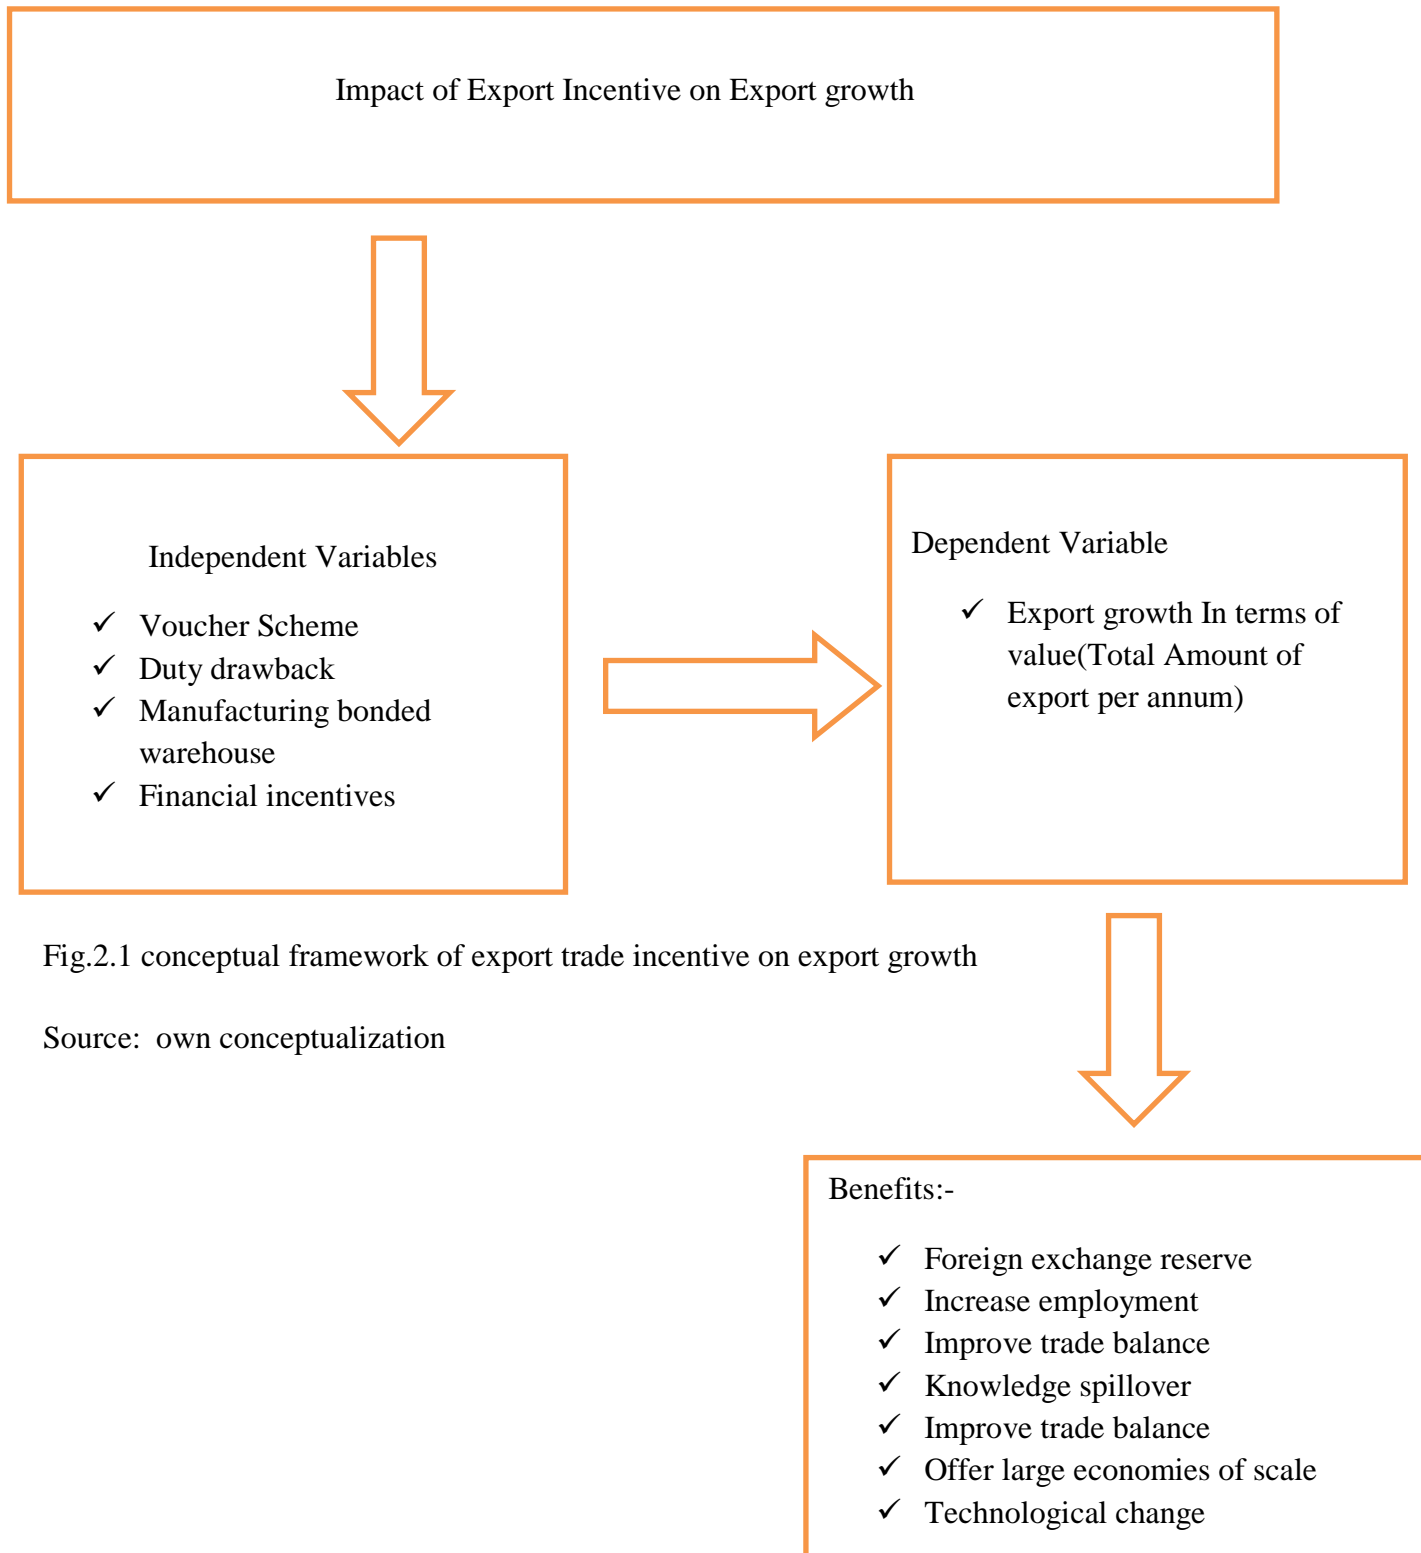 Impact of Export Incentive on Export growth
Independent Variables
✓ Voucher Scheme
✓ Duty drawback
✓ Manufacturing bonded
warehouse
✓ Financial incentives
Dependent Variable
✓ Export growth In terms of
value(Total Amount of
export per annum)
Fig.2.1 conceptual framework of export trade incentive on export growth
Source:  own conceptualization
Benefits:-
✓ Foreign exchange reserve
✓ Increase employment
✓ Improve trade balance
✓ Knowledge spillover
✓ Improve trade balance
✓ Offer large economies of scale
✓ Technological change